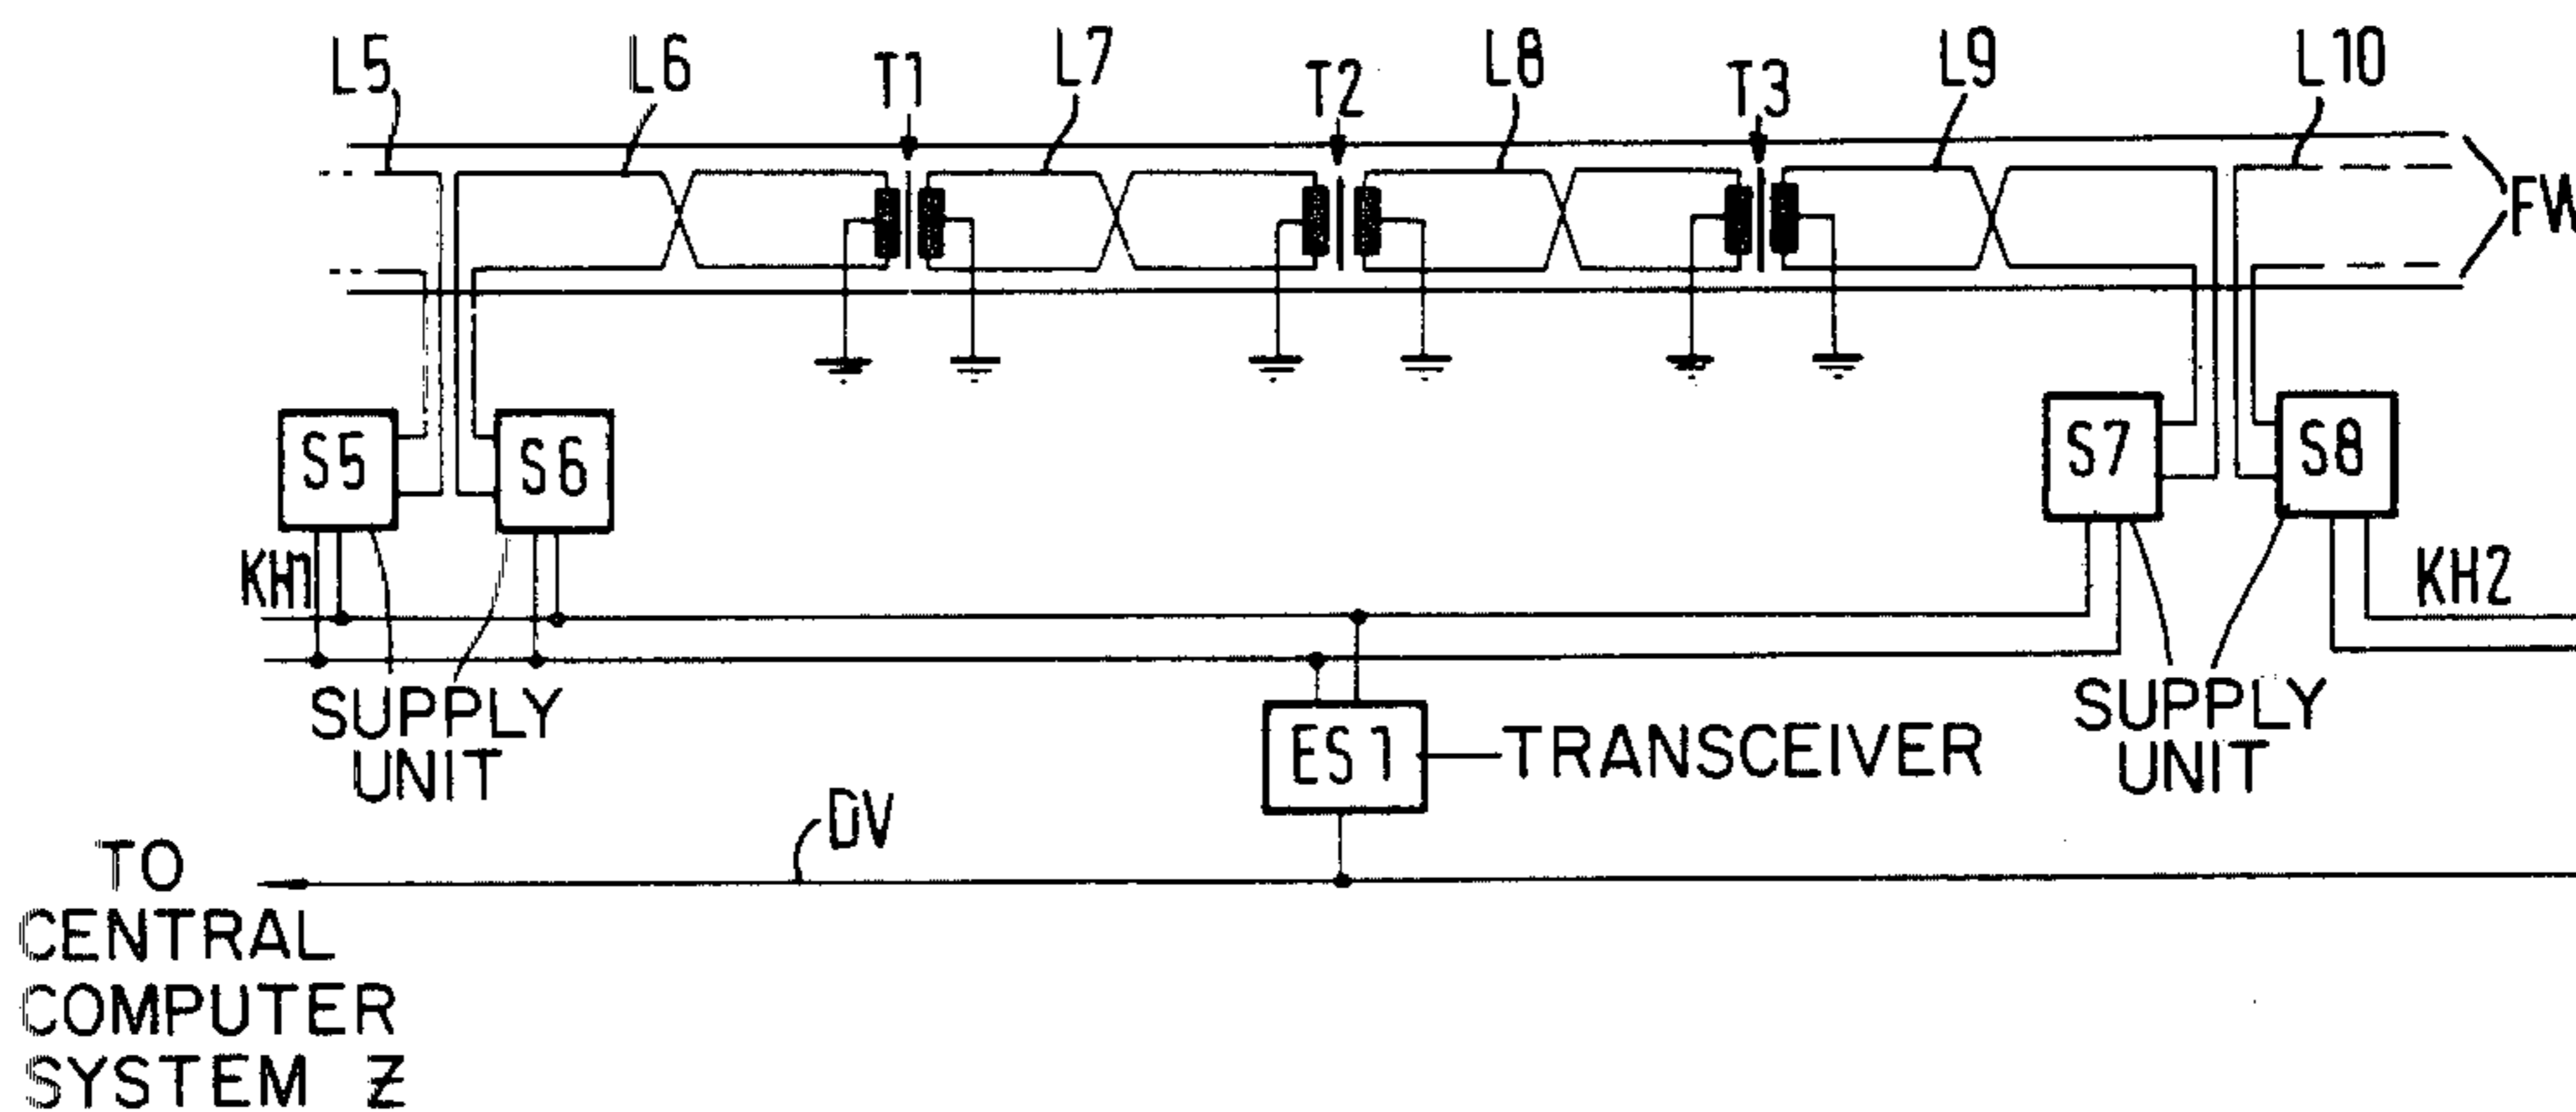 L5
L6
T1
L7
T2
L8
T3
L9
L10
FW
S5
S6
S7
S8
KH1
KH2
SUPPLY
UNIT
SUPPLY
UNIT
ES1
TRANSCEIVER
DV
TO
CENTRAL
COMPUTER
SYSTEM Z